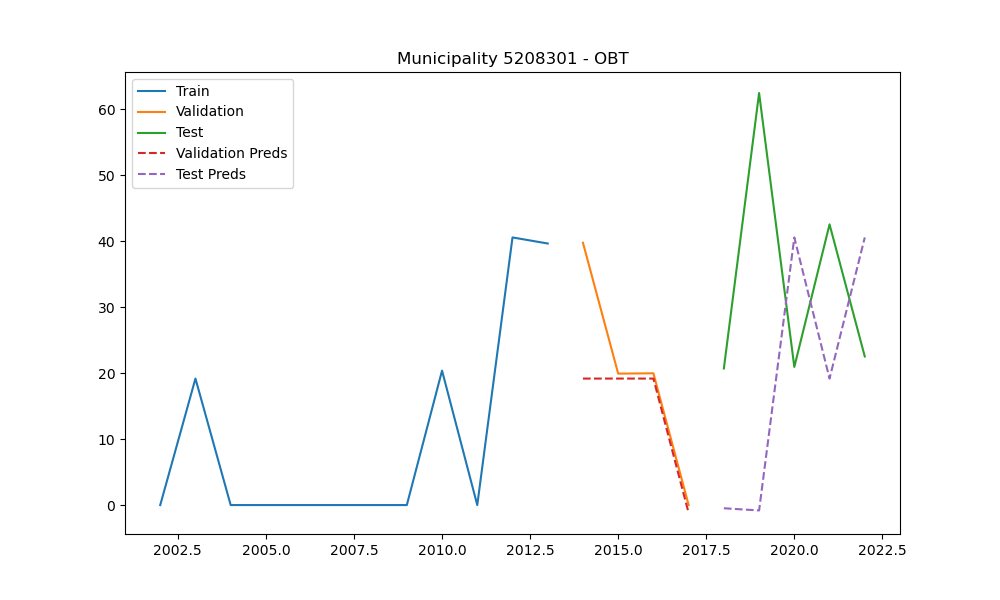 Municipality 5208301 - OBT
Train
Validation
Test
Validation Preds
Test Preds
60
50
40
30
20
10
0
2002.5 2005.0 2007.5 2010.0 2012.5 2015.0 2017.5 2020.0 2022.5